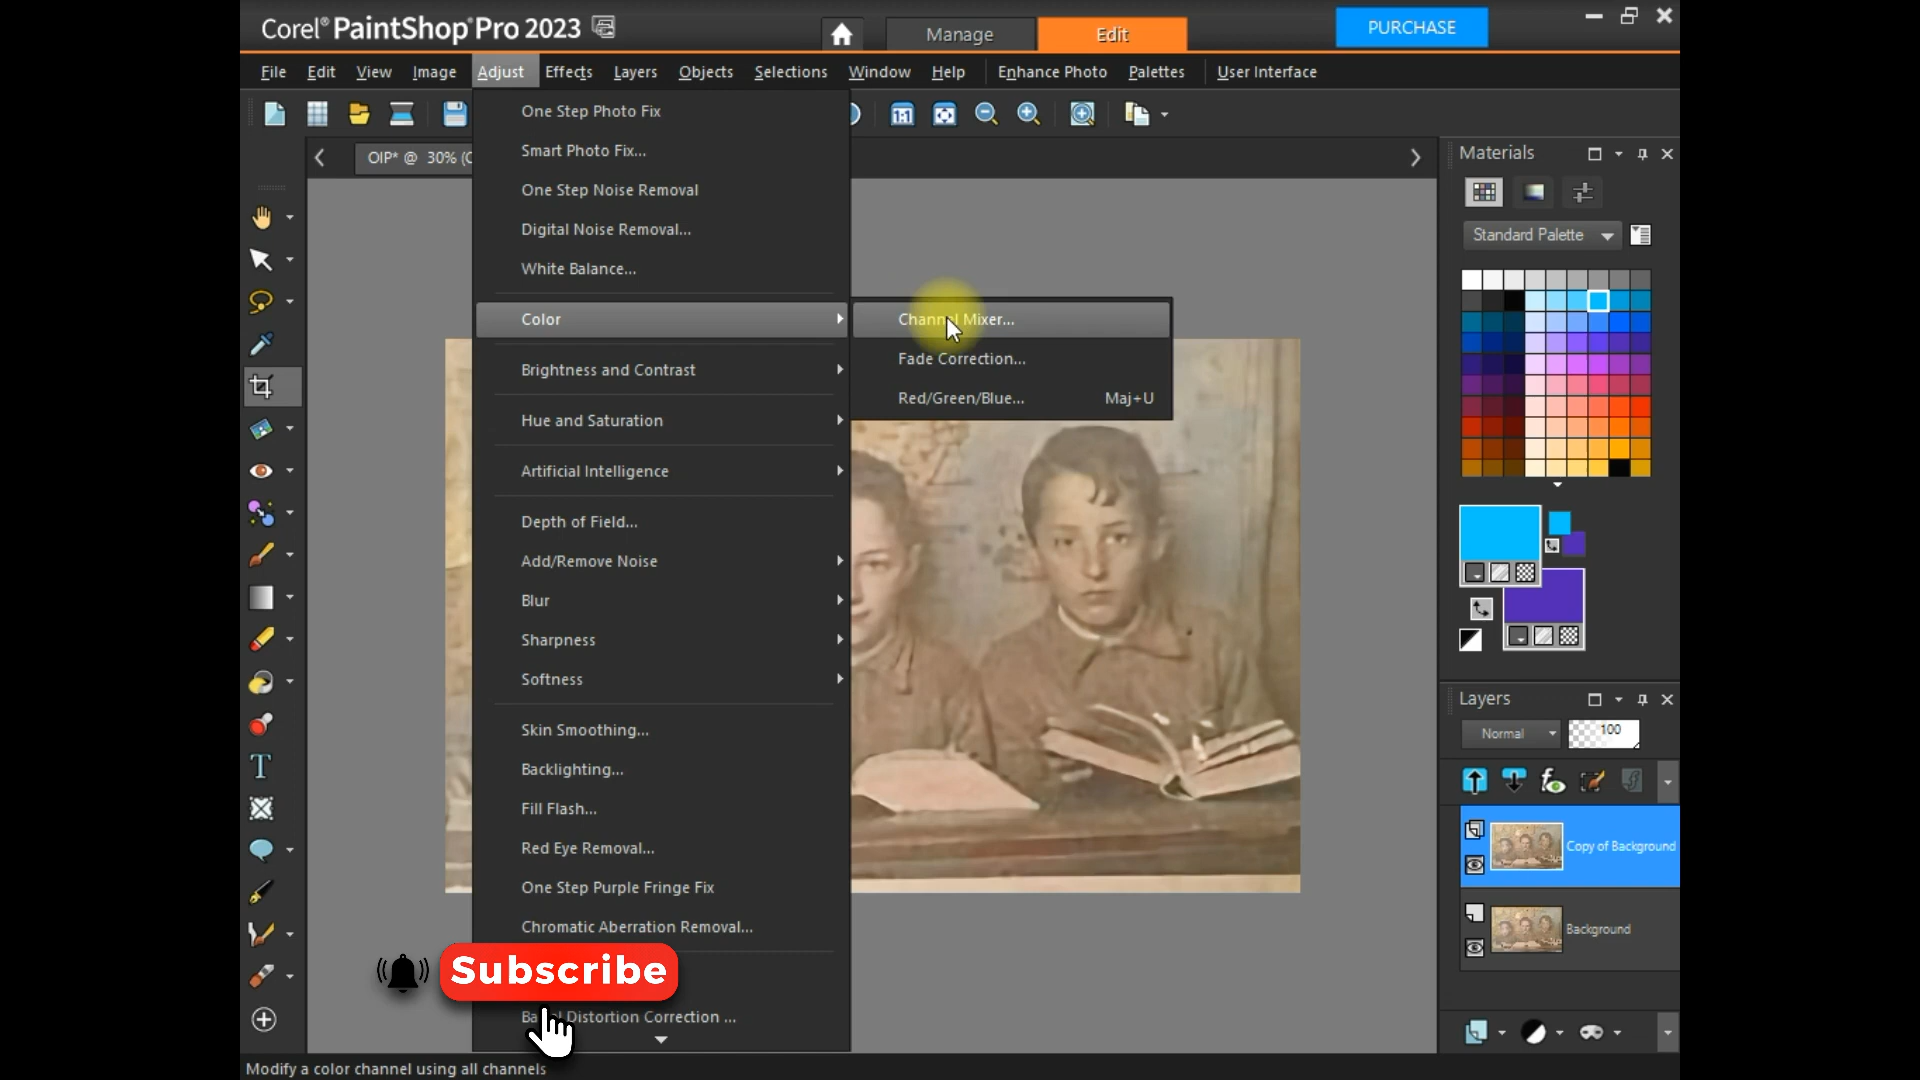 Corel® PaintShop® Pro 2023
Manage
Edit
PURCHASE
File Edit View Image Adjust Effects Layers Objects Selections Window Help Enhance Photo Palettes User Interface
1:1
OIP* @ 30% (C
One Step Photo Fix
Smart Photo Fix...
One Step Noise Removal
Digital Noise Removal...
White Balance...
Color
Brightness and Contrast
Hue and Saturation
Artificial Intelligence
Depth of Field...
Add/Remove Noise
Blur
Sharpness
Softness
Skin Smoothing...
Backlighting...
Fill Flash...
Red Eye Removal...
One Step Purple Fringe Fix
Chromatic Aberration Removal...
Distortion Correction ...
Channel Mixer...
Fade Correction...
Red/Green/Blue... Maj+U
Materials
Standard Palette
Layers
Normal 100
Copy of Background
Background
Subscribe
Modify a color channel using all channels